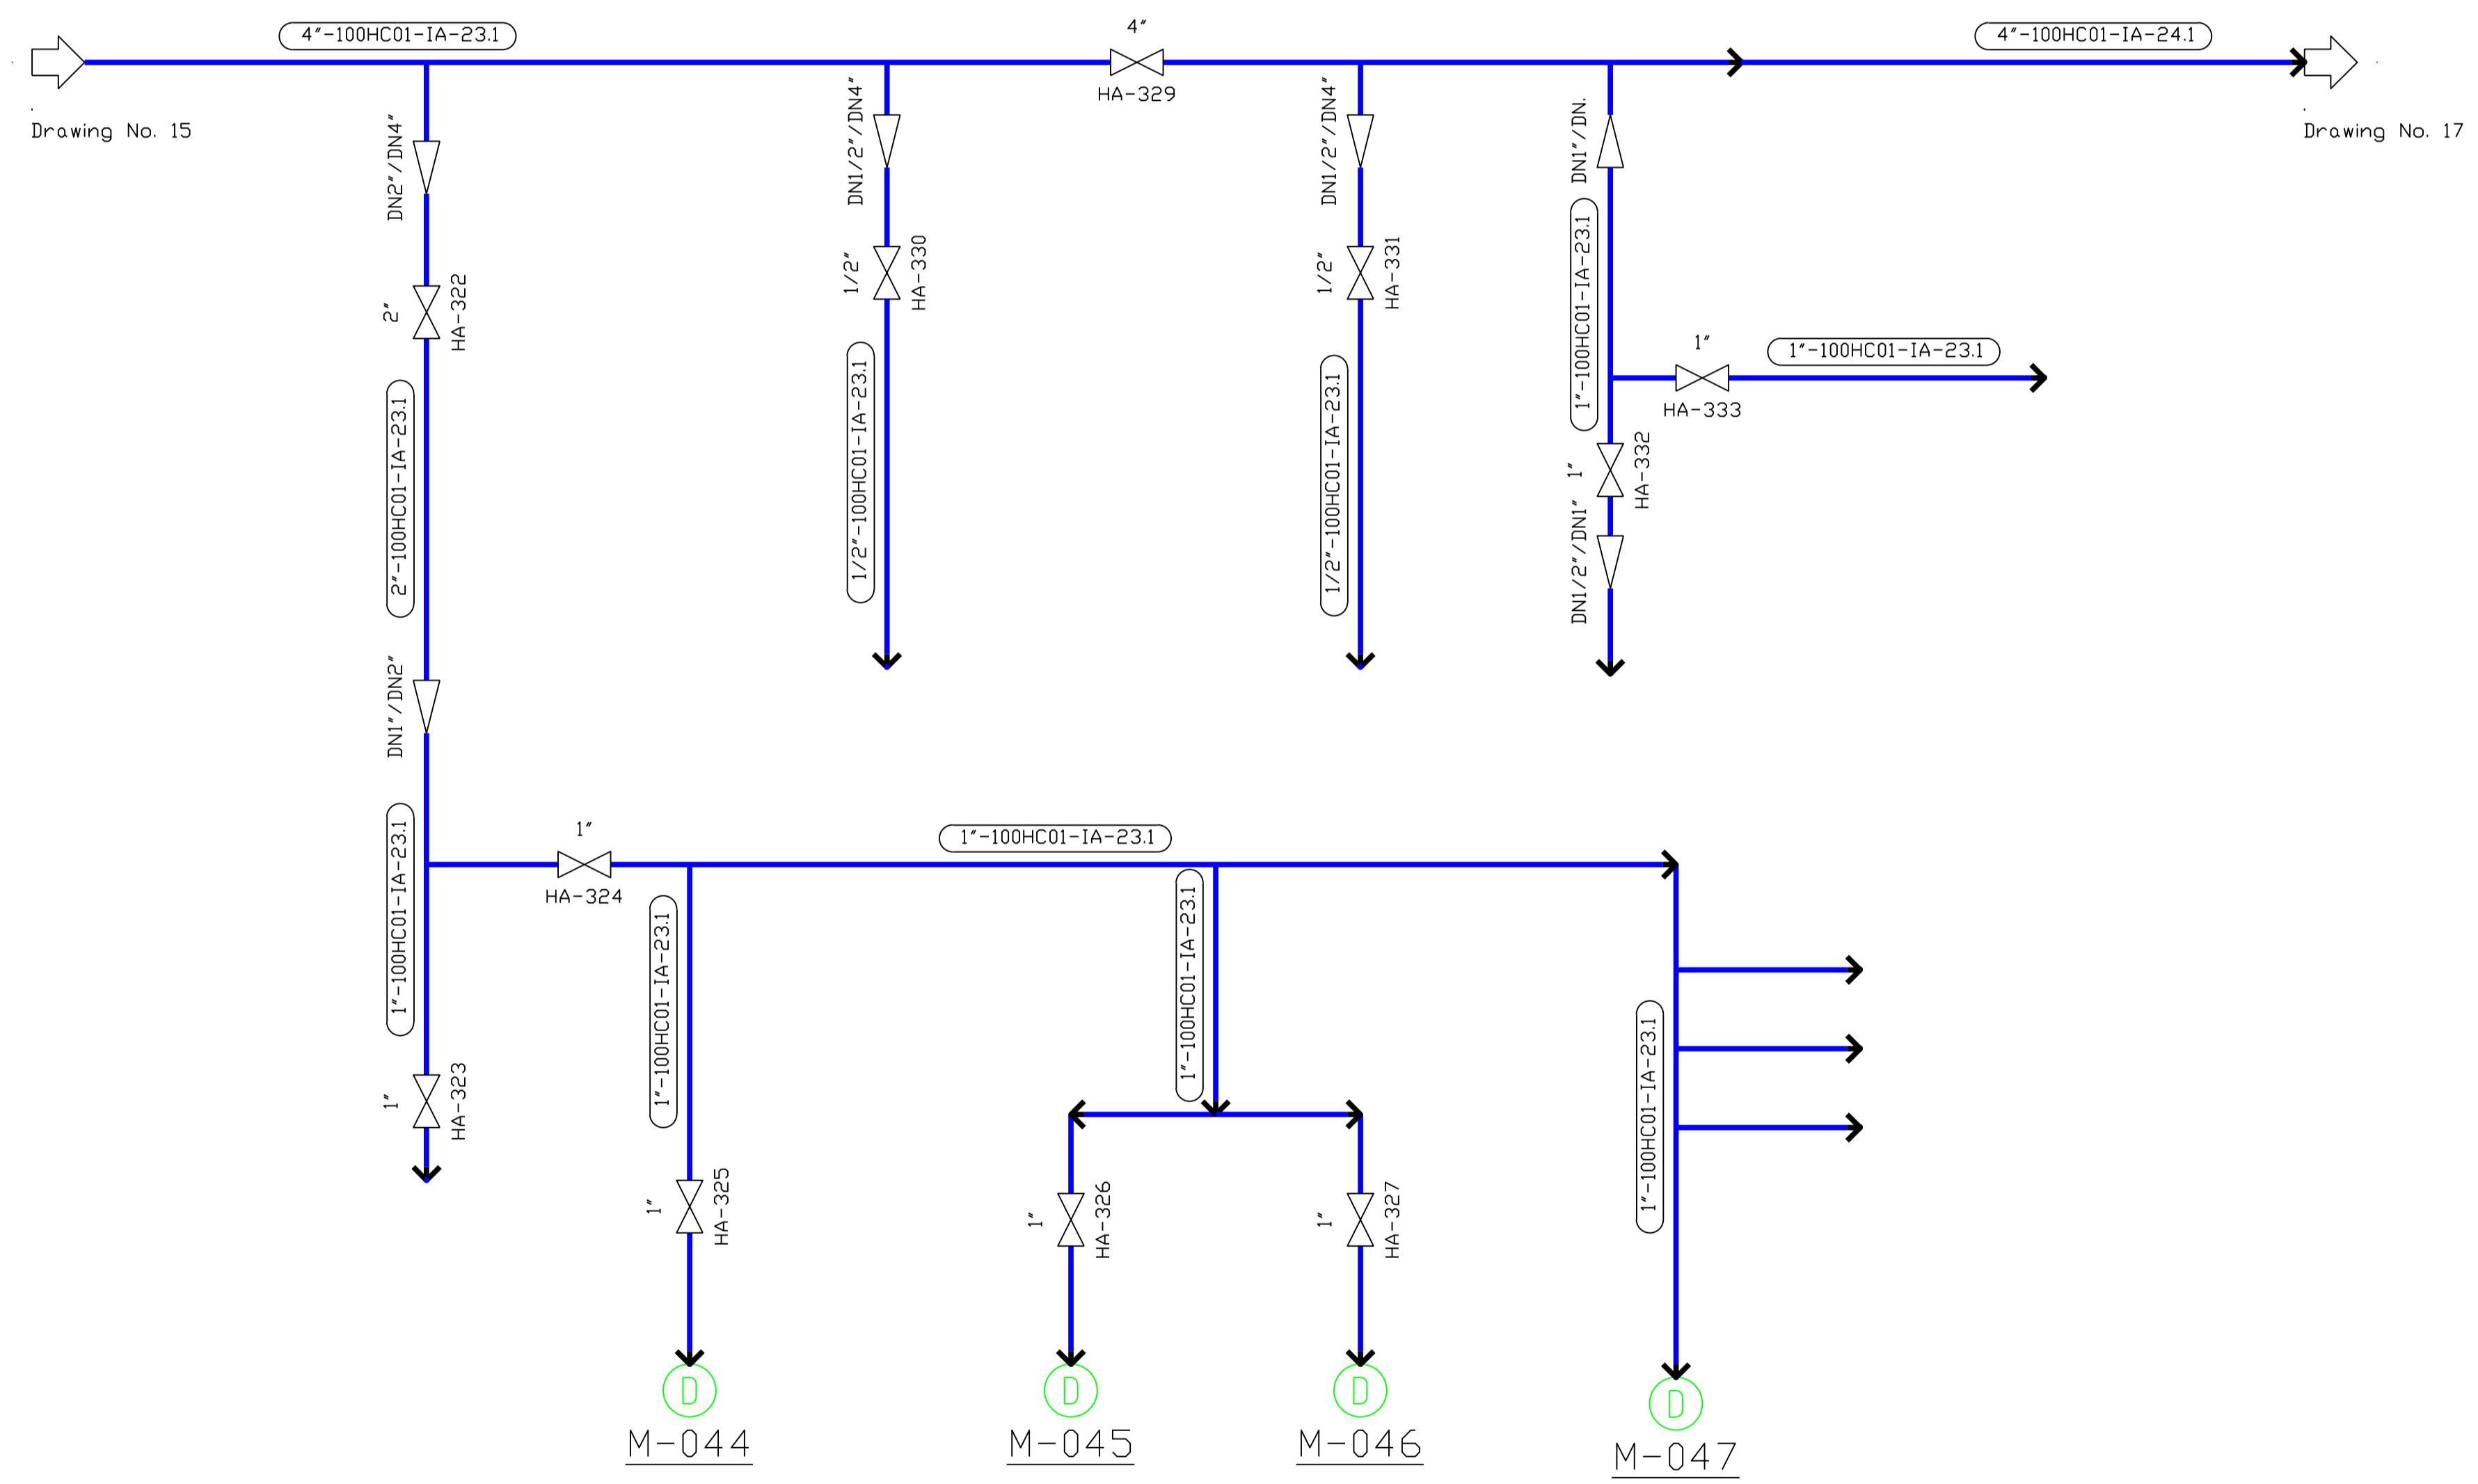 4"-100HC01-IA-23.1
4"
4"-100HC01-IA-24.1
HA-329
Drawing No. 15
Drawing No. 17
DN2"/DN4"
DN1/2"/DN4"
DN1/2"/DN4"
DN1"/DN.
2"
HA-322
1/2"
HA-330
1/2"
HA-331
1"-100HC01-IA-23.1
1"
1"-100HC01-IA-23.1
HA-333
2"-100HC01-IA-23.1
1/2"-100HC01-IA-23.1
1/2"-100HC01-IA-23.1
1"
HA-332
DN1/2"/DN1"
DN1"/DN2"
1"
1"-100HC01-IA-23.1
HA-324
1"-100HC01-IA-23.1
1"-100HC01-IA-23.1
1"-100HC01-IA-23.1
1"-100HC01-IA-23.1
1"
HA-323
1"
HA-325
1"
HA-326
1"
HA-327
D
D
D
D
M-044
M-045
M-046
M-047